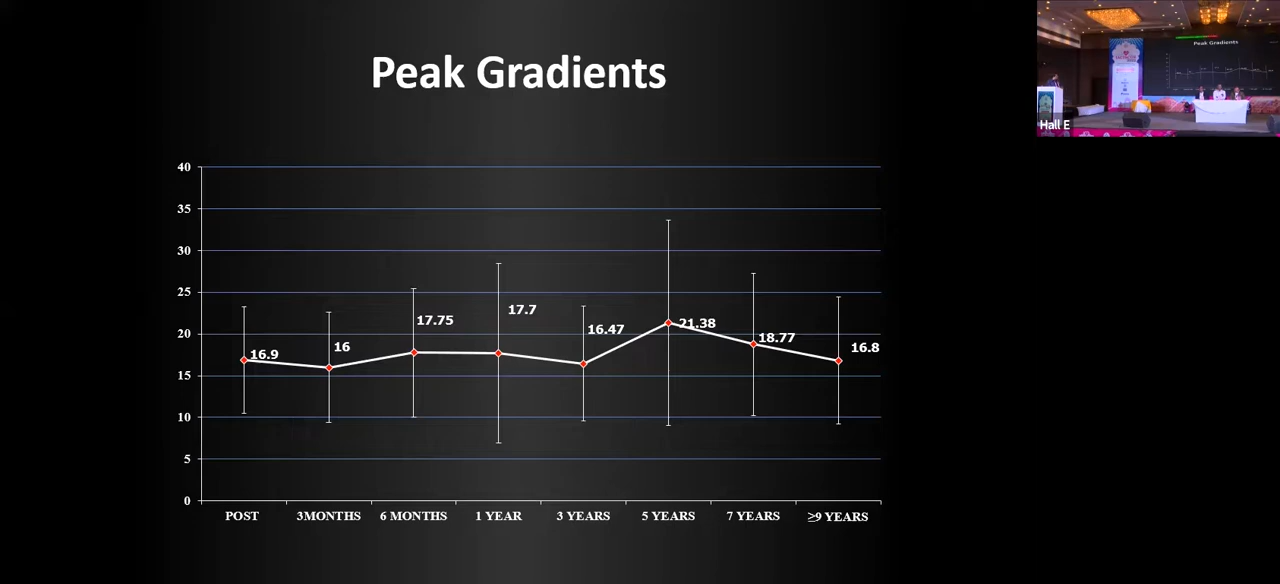 Peak Gradients
Peak Gradients
Hall E
40
35
30
25
20
15
10
5
0
16.9
16
17.75
17.7
16.47
21.38
18.77
16.8
POST
3MONTHS
6 MONTHS
1 YEAR
3 YEARS
5 YEARS
7 YEARS
≥9 YEARS